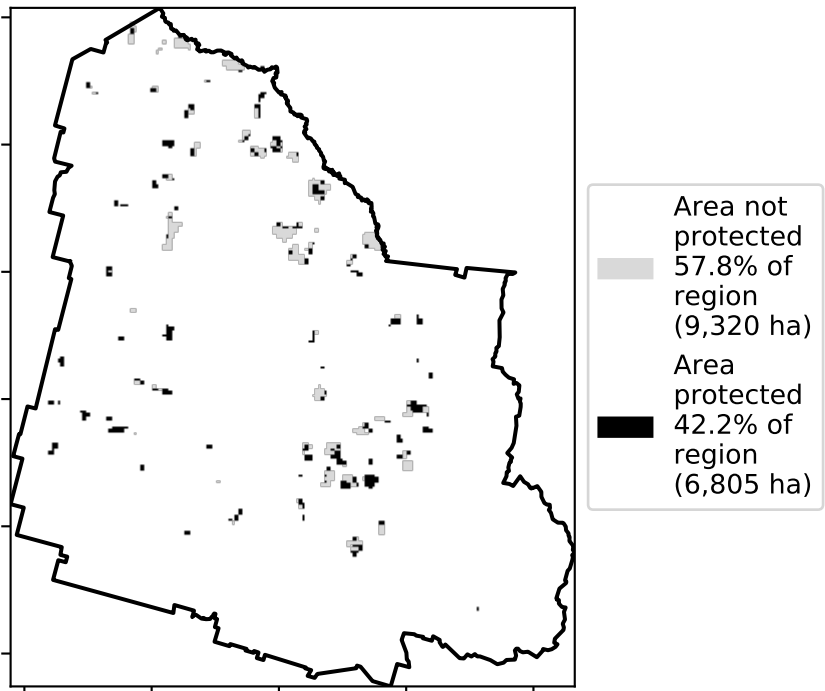 Area not
protected
57.8% of
region
(9,320 ha)
Area
protected
42.2% of
region
(6,805 ha)